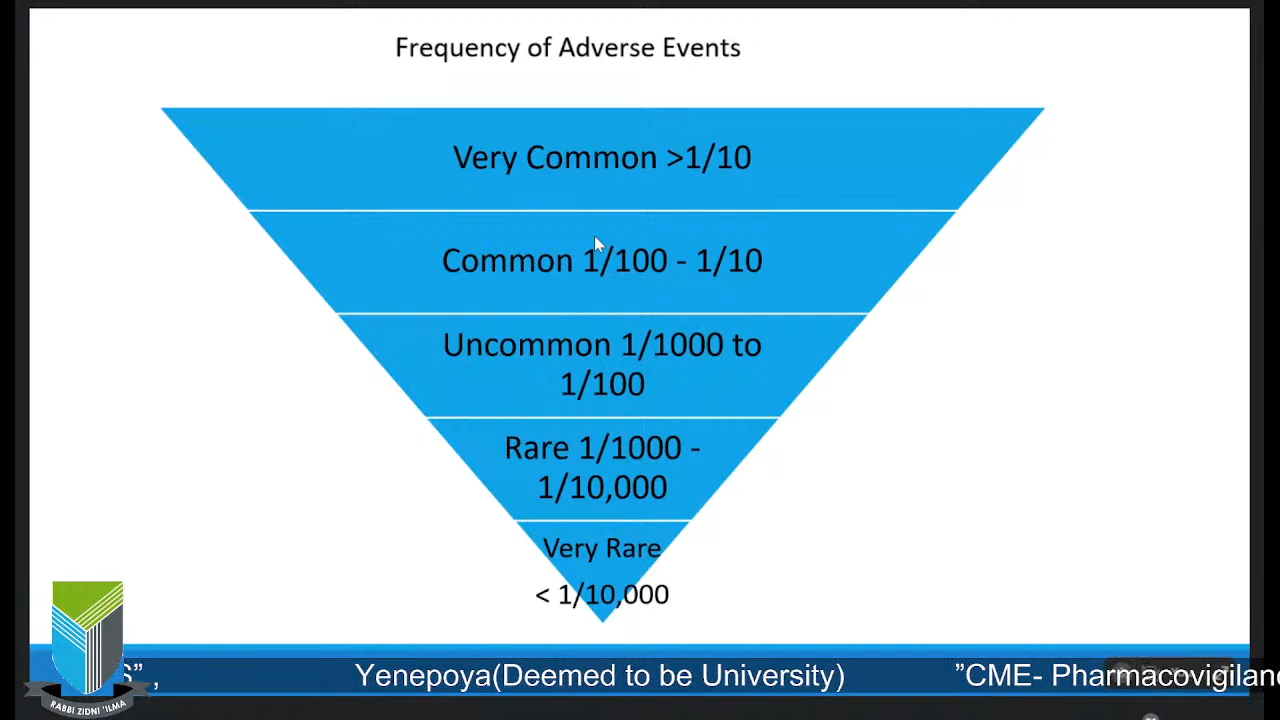 Frequency of Adverse Events
Very Common >1/10
Common 1/100 - 1/10
Uncommon 1/1000 to
1/100
Rare 1/1000 -
1/10,000
Very Rare
< 1/10,000
S”, Yenepoya(Deemed to be University) ”CME- Pharmacovigilanc
RABBI ZIDNI 'ILMA